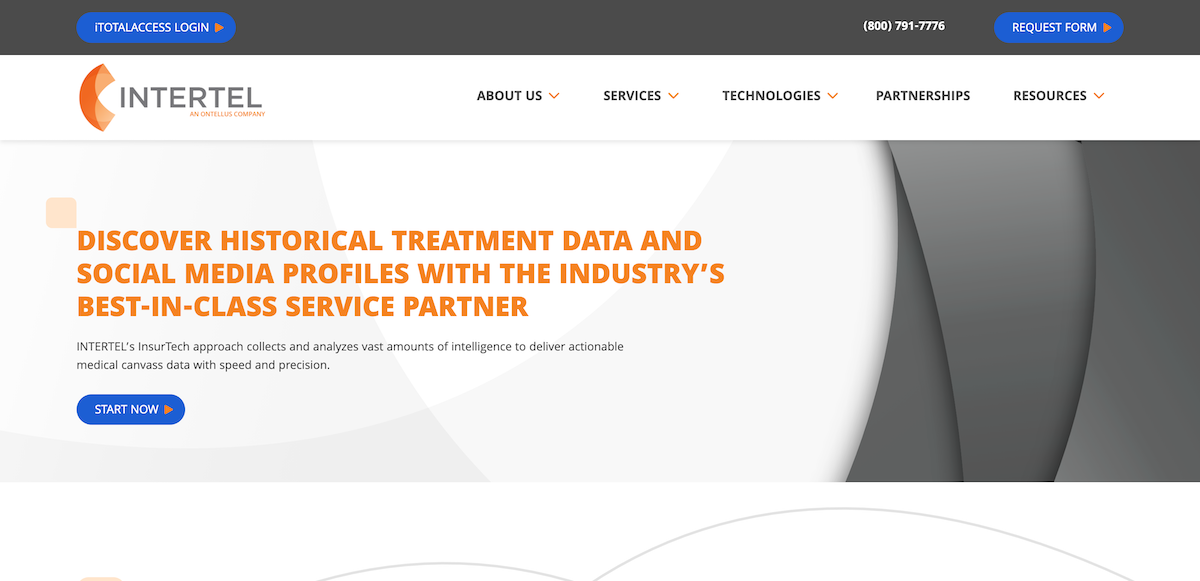 iTOTALACCESS LOGIN
(800) 791-7776
REQUEST FORM
INTERTEL
AN ONTELLUS COMPANY
ABOUT US
SERVICES
TECHNOLOGIES
PARTNERSHIPS
RESOURCES
DISCOVER HISTORICAL TREATMENT DATA AND
SOCIAL MEDIA PROFILES WITH THE INDUSTRY’S
BEST-IN-CLASS SERVICE PARTNER
INTERTEL’s InsurTech approach collects and analyzes vast amounts of intelligence to deliver actionable
medical canvass data with speed and precision.
START NOW